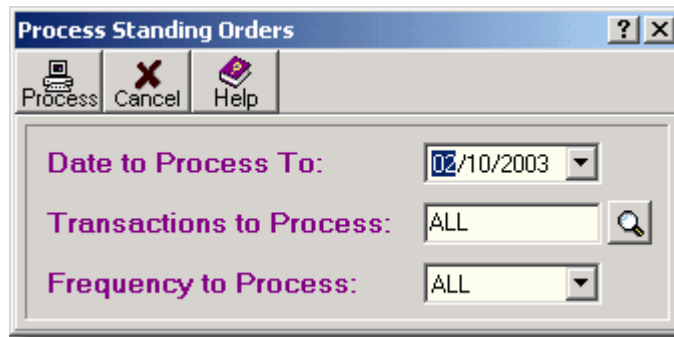 Process Standing Orders
Process Cancel Help
Date to Process To: 02/10/2003
Transactions to Process: ALL
Frequency to Process: ALL